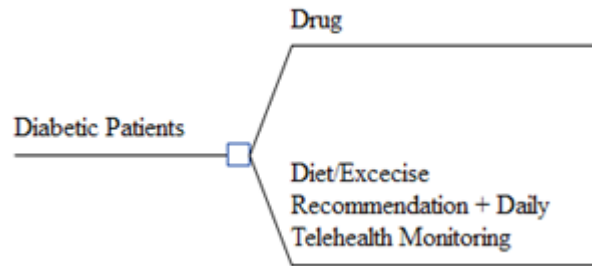 Drug
Diabetic Patients
Diet/Excecise
Recommendation + Daily
Telehealth Monitoring